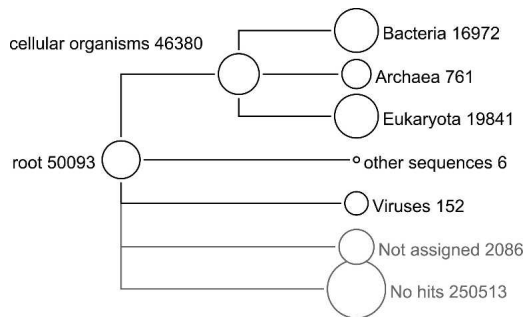 cellular organisms 46380
Bacteria 16972
Archaea 761
Eukaryota 19841
root 50093
other sequences 6
Viruses 152
Not assigned 2086
No hits 250513